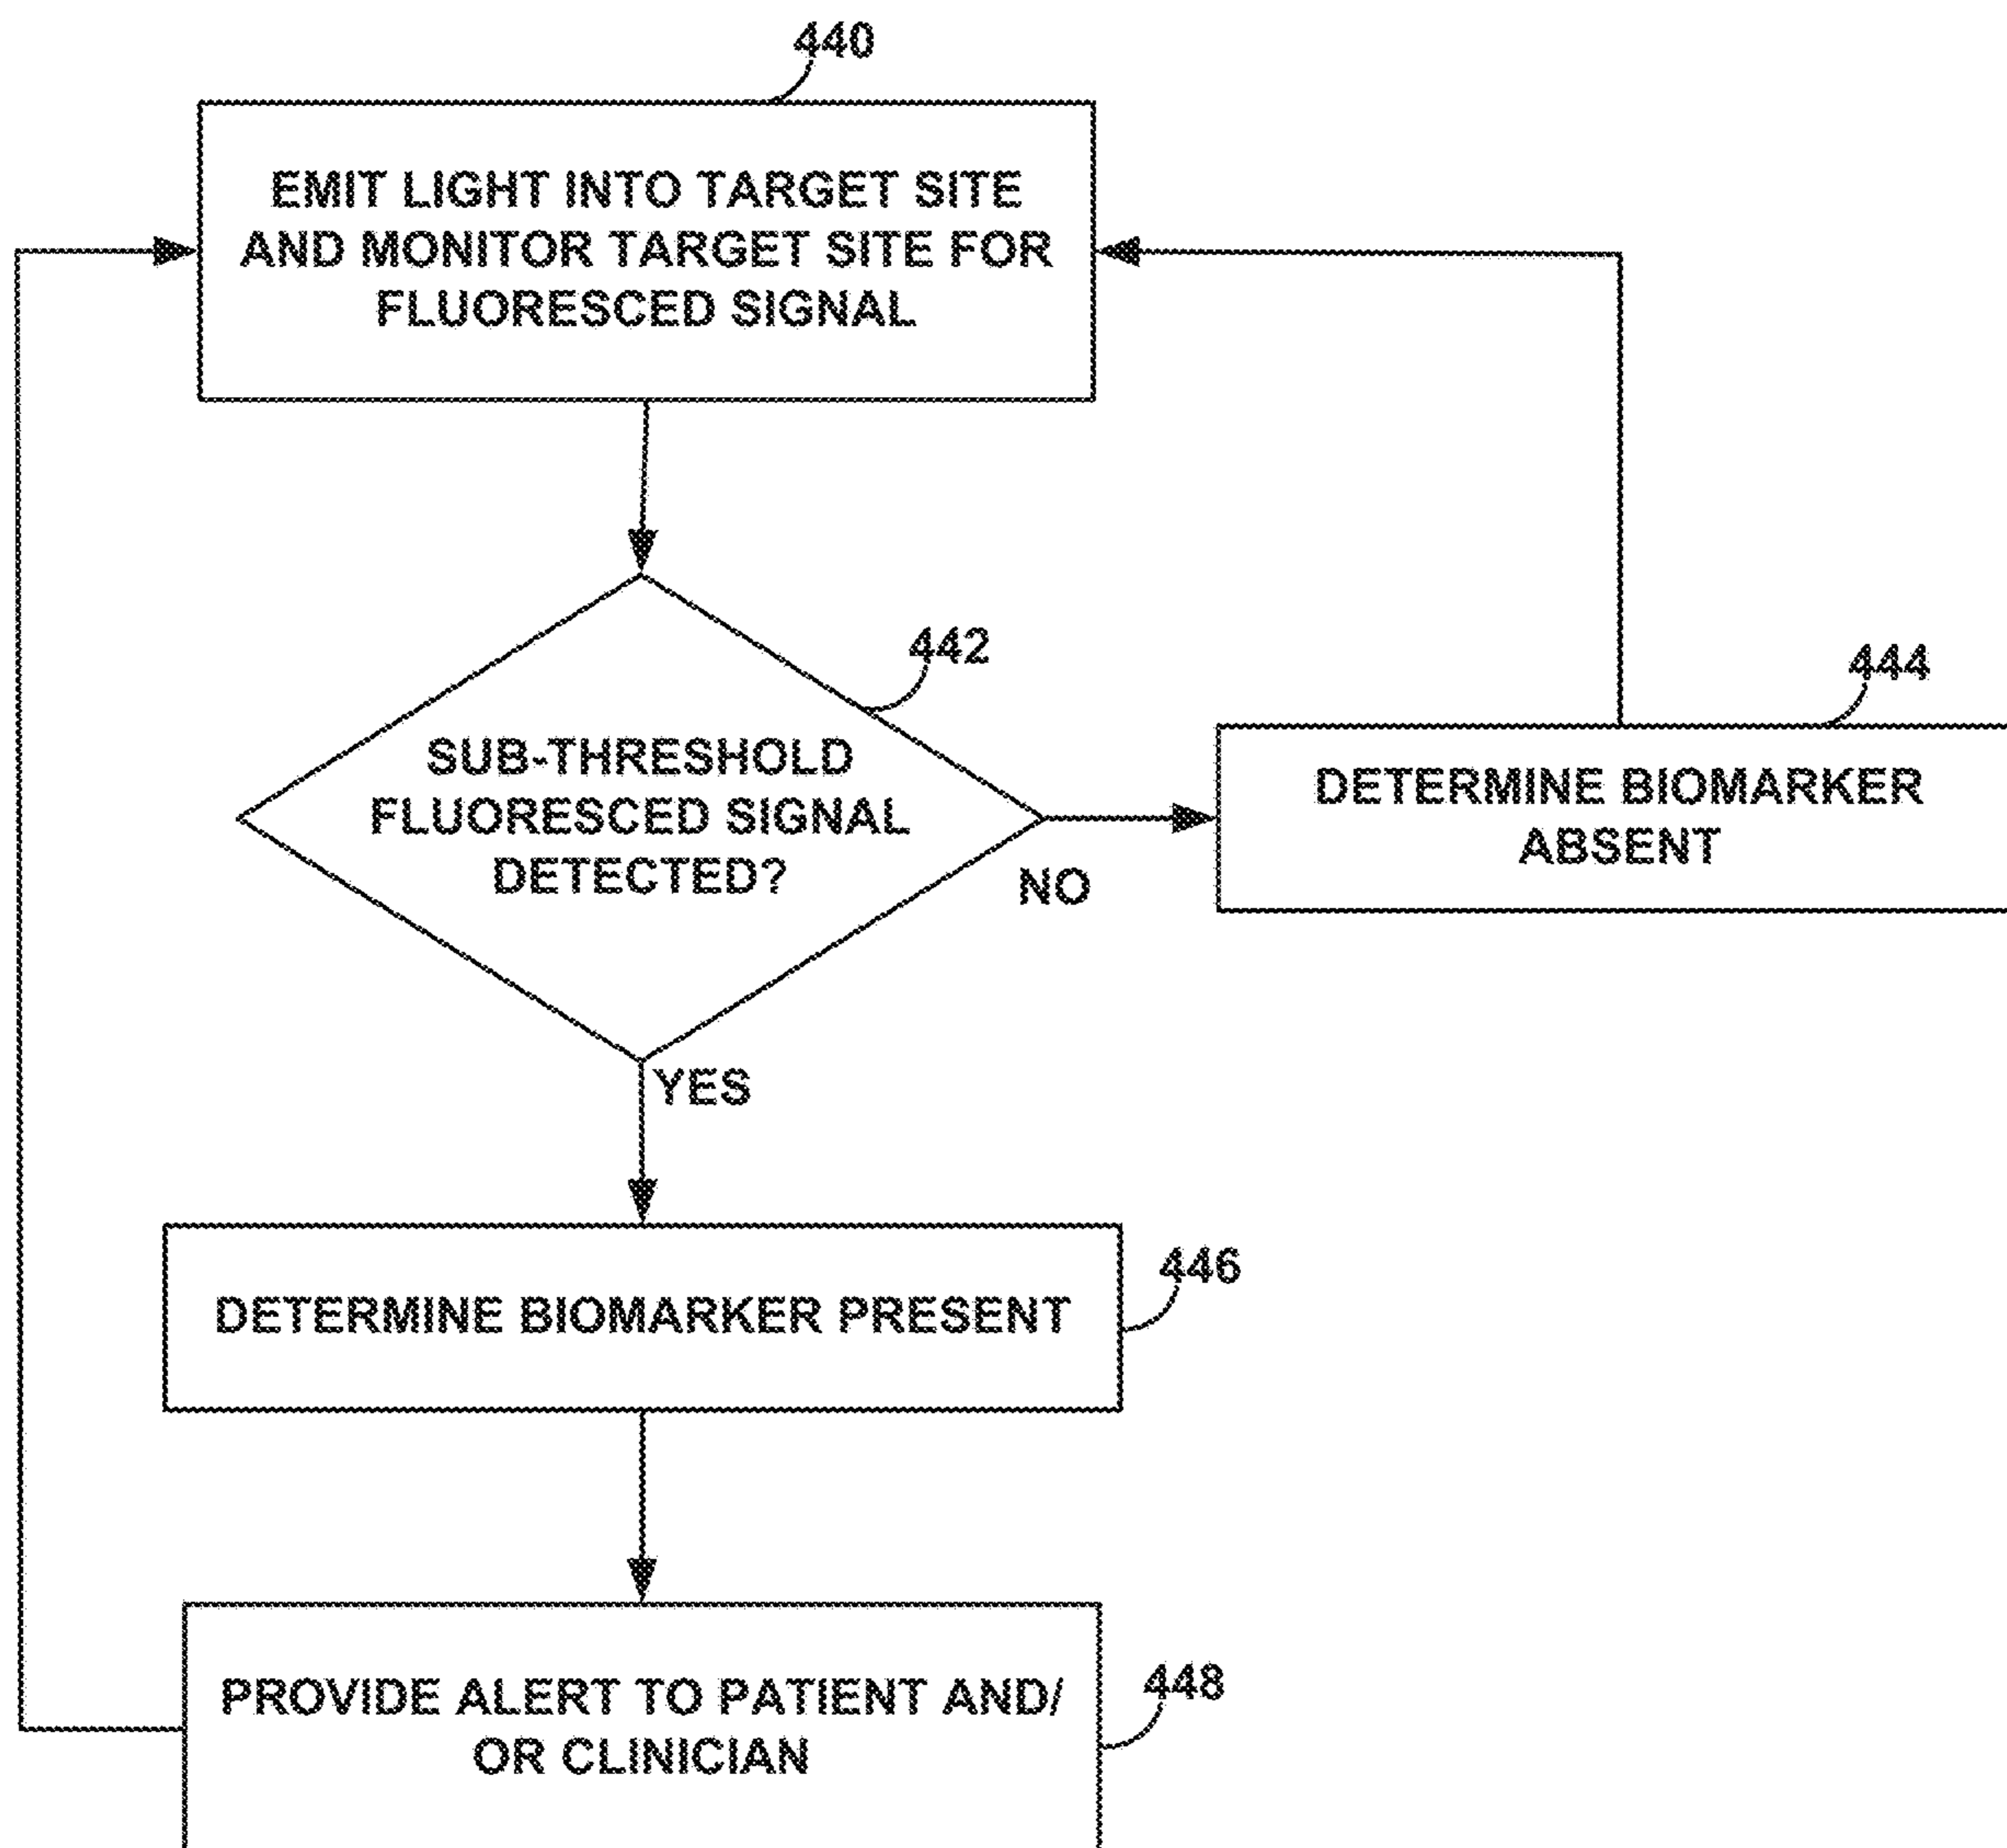 440
EMIT LIGHT INTO TARGET SITE
AND MONITOR TARGET SITE FOR
FLUORESCED SIGNAL
442
SUB-THRESHOLD
FLUORESCED SIGNAL
DETECTED?
NO
444
DETERMINE BIOMARKER
ABSENT
YES
446
DETERMINE BIOMARKER PRESENT
448
PROVIDE ALERT TO PATIENT AND/
OR CLINICIAN